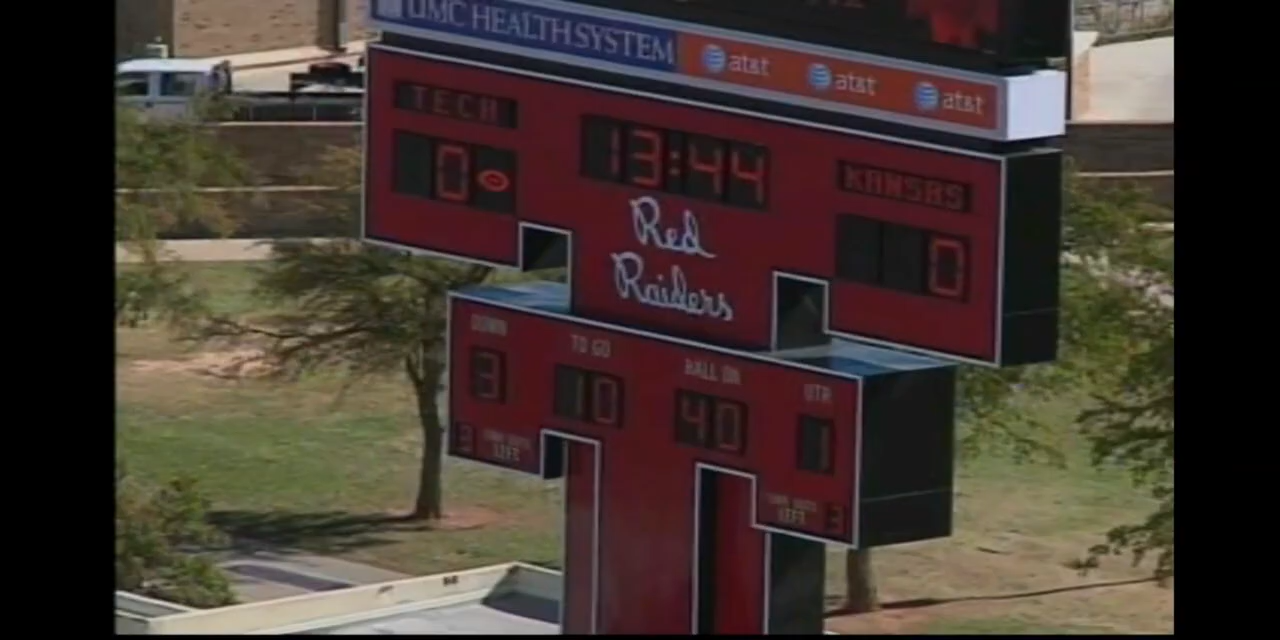 UMC HEALTH SYSTEM
at&t at&t at&t
TECH
13:44
KANSAS
0
0
Red
Raiders
DOWN TO GO BALL ON QTR
3 10 40 1
3 TIME OUTS
LEFT
TIME OUTS
LEFT 3